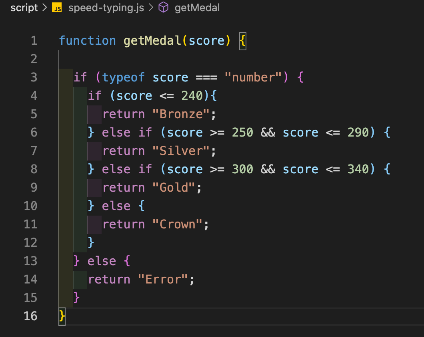 script > JS speed-typing.js > getMedal
1 function getMedal(score) {
2
3   if (typeof score === "number") {
4     if (score <= 240){
5       return "Bronze";
6     } else if (score >= 250 && score <= 290) {
7       return "Silver";
8     } else if (score >= 300 && score <= 340) {
9       return "Gold";
10     } else {
11       return "Crown";
12     }
13   } else {
14     return "Error";
15   }
16 }